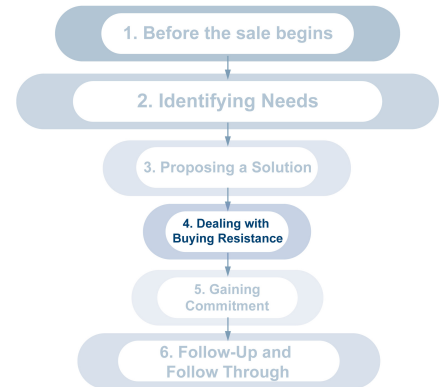 1. Before the sale begins
2. Identifying Needs
3. Proposing a Solution
4. Dealing with
Buying Resistance
5. Gaining
Commitment
6. Follow-Up and
Follow Through